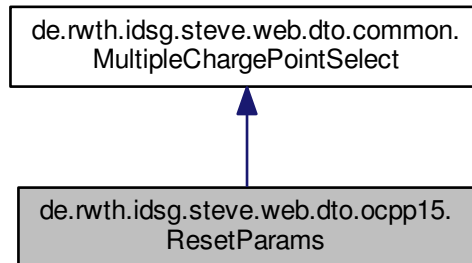 de.rwth.idsg.steve.web.dto.common.
MultipleChargePointSelect
de.rwth.idsg.steve.web.dto.ocpp15.
ResetParams